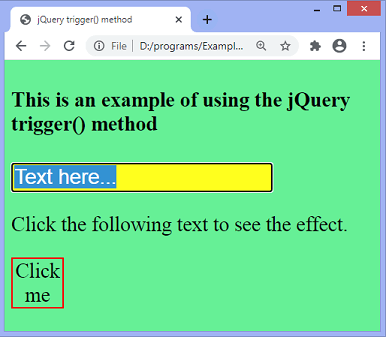 jQuery trigger() method
File
D:/programs/Exampl...
This is an example of using the jQuery
trigger() method
Text here...
Click the following text to see the effect.
Click
me